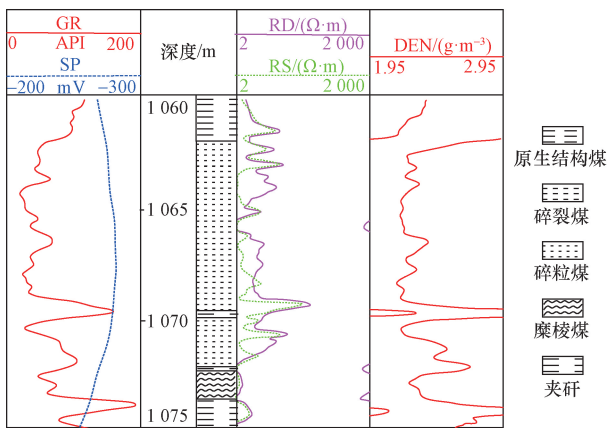 GR
0 API 200
SP
-200 mV -300
深度/m
RD/(Ω·m)
2 2 000
RS/(Ω·m)
2 2 000
DEN/(g·m⁻³)
1.95 2.95
1 060
1 065
1 070
1 075
原生结构煤
碎裂煤
碎粒煤
糜棱煤
夹矸